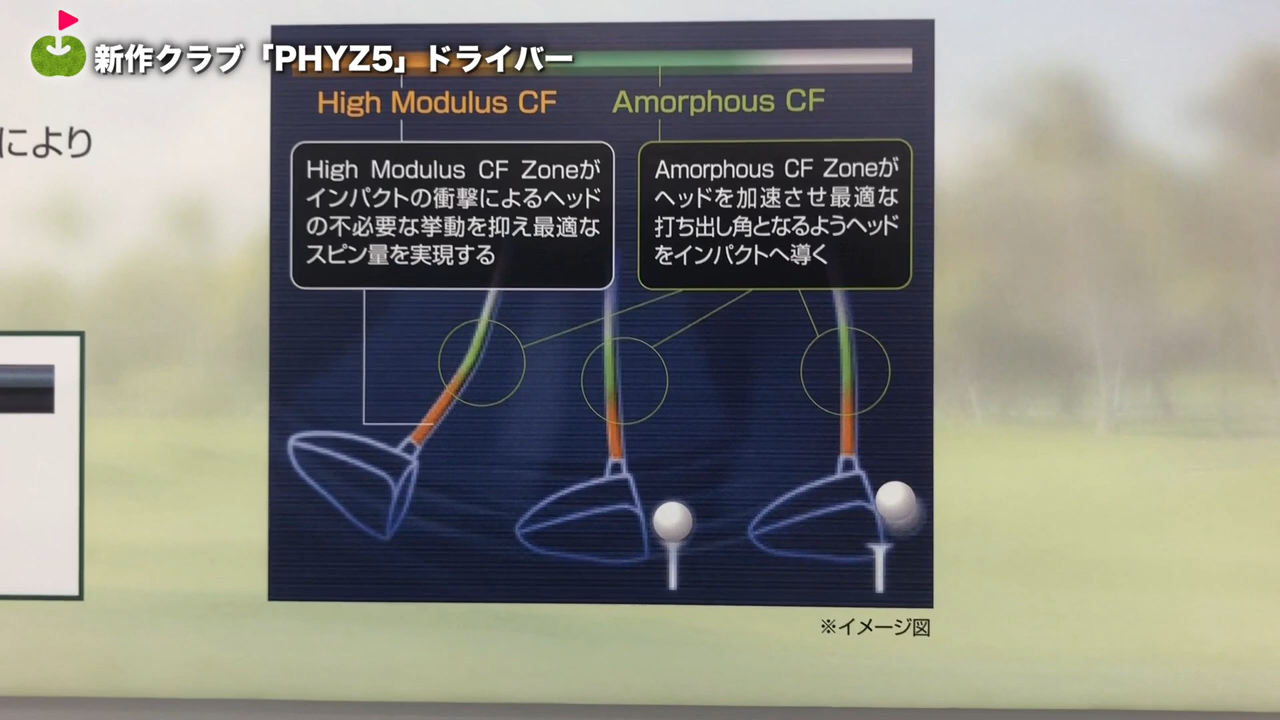 新作クラブ「PHYZ5」ドライバー
により
High Modulus CF
Amorphous CF
High Modulus CF Zoneが
インパクトの衝撃によるヘッド
の不必要な挙動を抑え最適な
スピン量を実現する
Amorphous CF Zoneが
ヘッドを加速させ最適な
打ち出し角となるようヘッド
をインパクトへ導く
※イメージ図